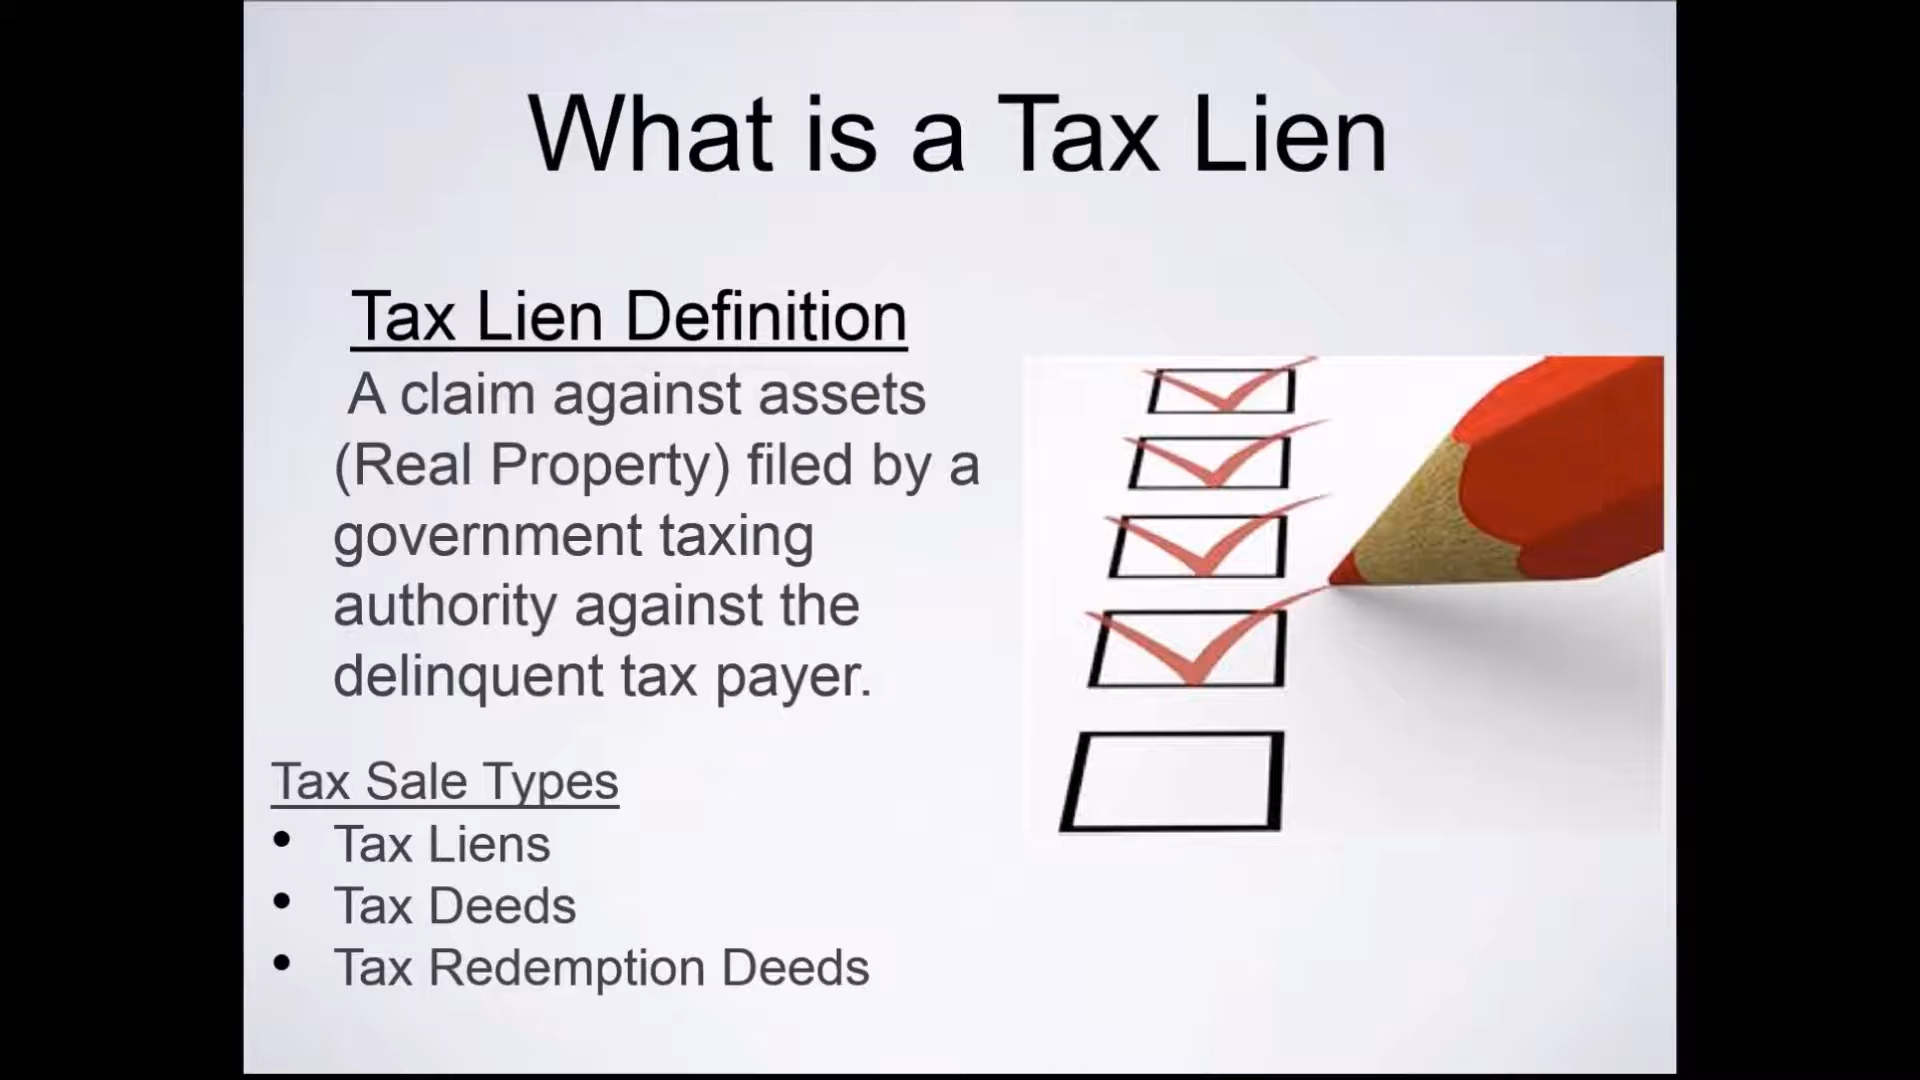 What is a Tax Lien
Tax Lien Definition
A claim against assets
(Real Property) filed by a
government taxing
authority against the
delinquent tax payer.
Tax Sale Types
• Tax Liens
• Tax Deeds
• Tax Redemption Deeds